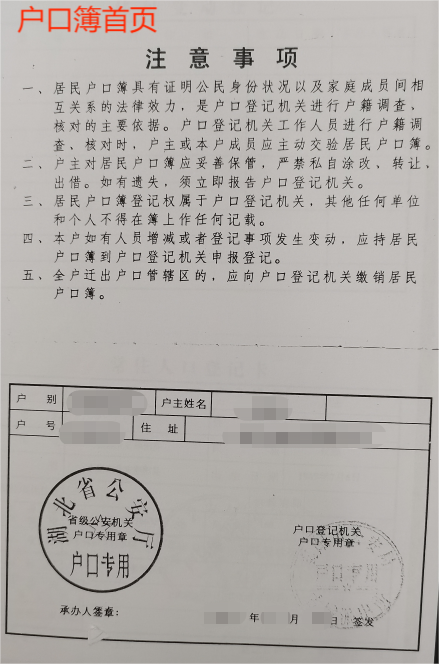 户口簿首页
注意事项
一、居民户口簿具有证明公民身份状况以及家庭成员间相
互关系的法律效力，是户口登记机关进行户籍调查、
核对的主要依据。户口登记机关工作人员进行户籍调
查、核对时，户主或本户成员应主动交验居民户口簿。
二、户主对居民户口簿应妥善保管，严禁私自涂改、转让、
出借。如有遗失，须立即报告户口登记机关。
三、居民户口簿登记权属于户口登记机关，其他任何单位
和个人不得在簿上作任何记载。
四、本户如有人员增减或者登记事项发生变动，应持居民
户口簿到户口登记机关申报登记。
五、全户迁出户口管辖区的，应向户口登记机关缴销居民
户口簿。
户 别
户主姓名
户 号
住 址
湖北省公安厅
省级公安机关
户口专用章
户口专用
户口登记机关
户口专用章
承办人签章：
年 月 日 签发